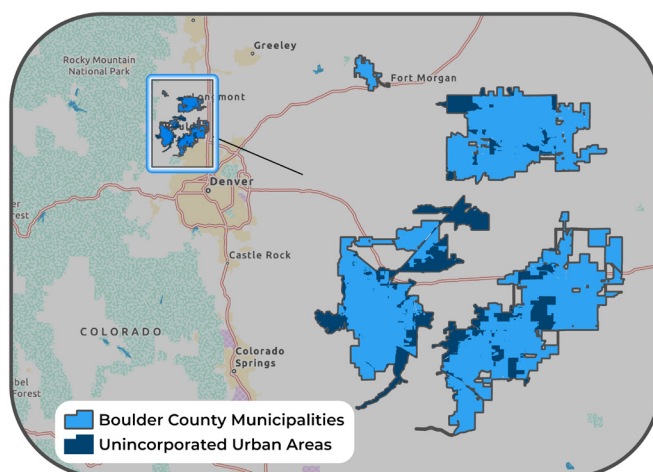 Greeley
Rocky Mountain
National Park
Fort Morgan
Denver
Castle Rock
COLORADO
Colorado
Springs
Boulder County Municipalities
Unincorporated Urban Areas